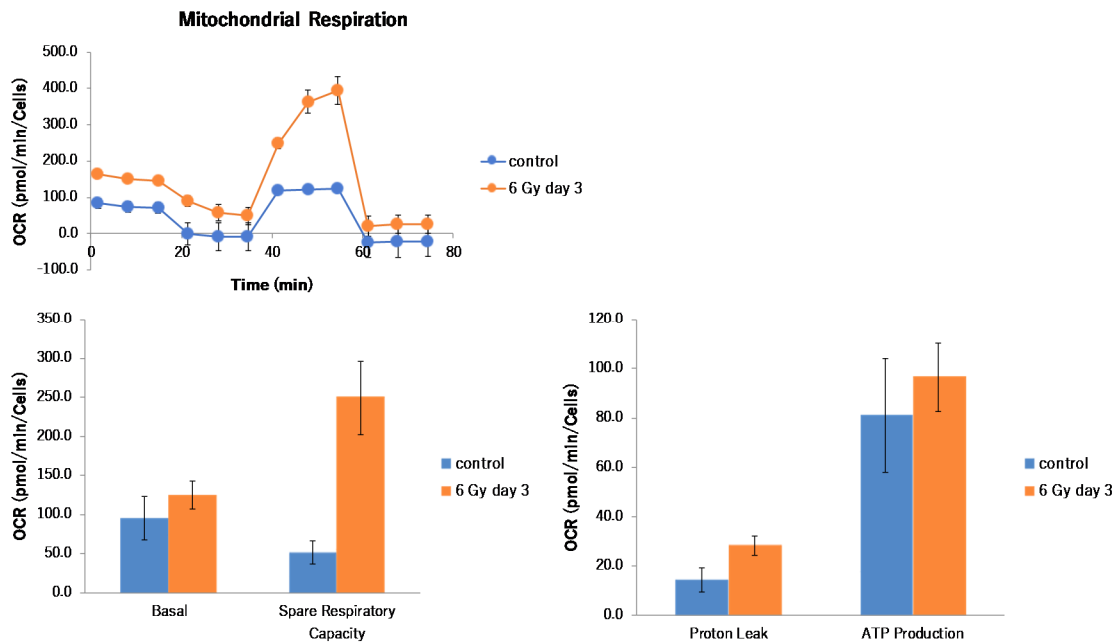 Mitochondrial Respiration
OCR (pmol/min/Cells)
500.0
400.0
300.0
200.0
100.0
0.0
-100.0
0 20 40 60 80
Time (min)
control
6 Gy day 3
OCR (pmol/min/Cells)
350.0
300.0
250.0
200.0
150.0
100.0
50.0
0.0
Basal Spare Respiratory
Capacity
control
6 Gy day 3
OCR (pmol/min/Cells)
120.0
100.0
80.0
60.0
40.0
20.0
0.0
Proton Leak ATP Production
control
6 Gy day 3